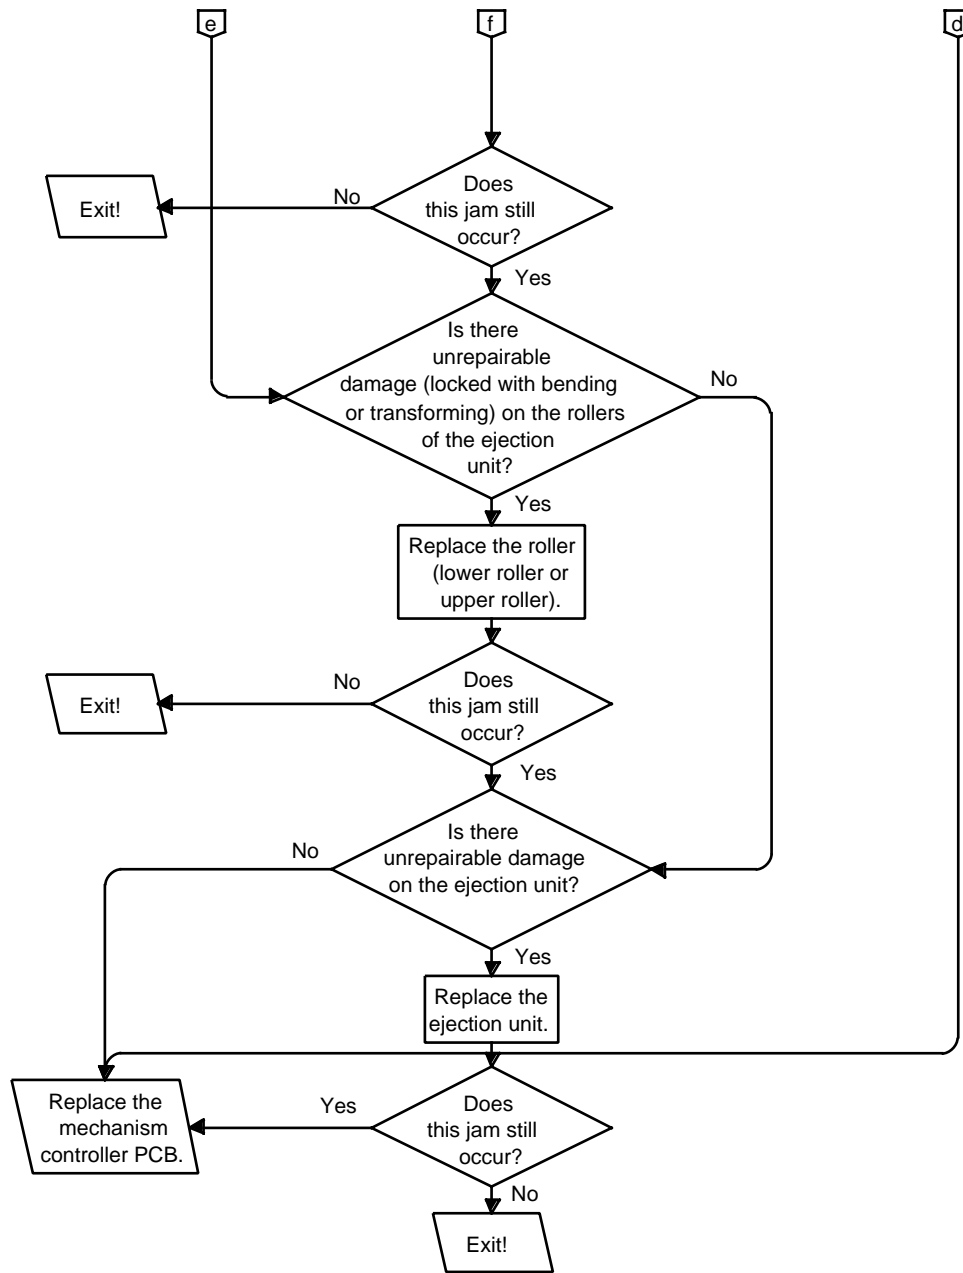 e
f
d
Does
this jam still
occur?
No
Exit!
Yes
Is there
unrepairable
damage (locked with bending
or transforming) on the rollers
of the ejection
unit?
No
Yes
Replace the roller
(lower roller or
upper roller).
Does
this jam still
occur?
No
Exit!
Yes
Is there
unrepairable damage
on the ejection unit?
No
Yes
Replace the
ejection unit.
Does
this jam still
occur?
Yes
Replace the
mechanism
controller PCB.
No
Exit!